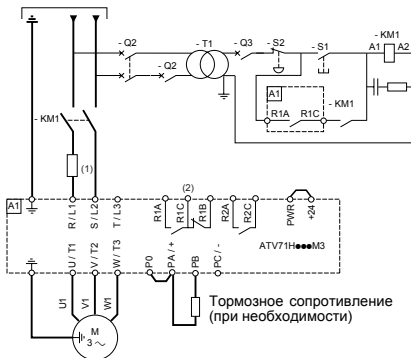 - Q2
- T1
- Q3
- S2
- S1
- KM1
A1
A2
- Q2
A1
- KM1
R1A
R1C
- KM1
(1)
(2)
A1
R / L1
S / L2
T / L3
R1A
R1C
R1B
R2A
R2C
PWR
+24
ATV71H●●●M3
U / T1
V / T2
W / T3
P0
PA / +
PB
PC / -
U1
V1
W1
M
3 ~
Тормозное сопротивление
(при необходимости)